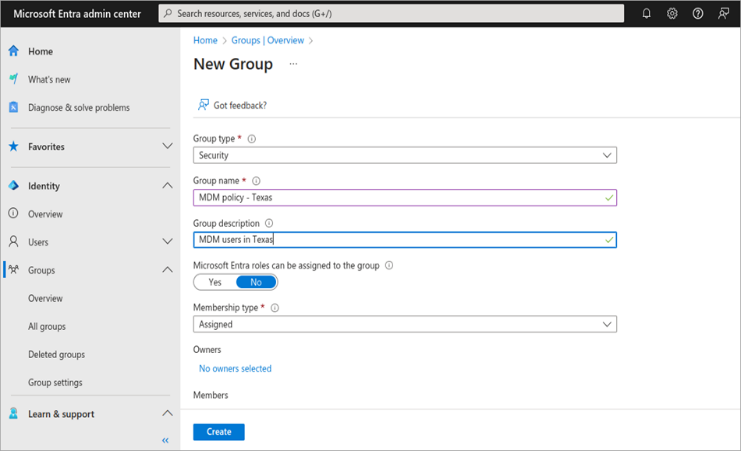 Microsoft Entra admin center
Search resources, services, and docs (G+/)
Home
What's new
Diagnose & solve problems
Favorites
Identity
Overview
Users
Groups
Overview
All groups
Deleted groups
Group settings
Learn & support
«
Home > Groups | Overview >
New Group ...
Got feedback?
Group type *
Security
Group name *
MDM policy - Texas
Group description
MDM users in Texas
Microsoft Entra roles can be assigned to the group
Yes No
Membership type *
Assigned
Owners
No owners selected
Members
Create